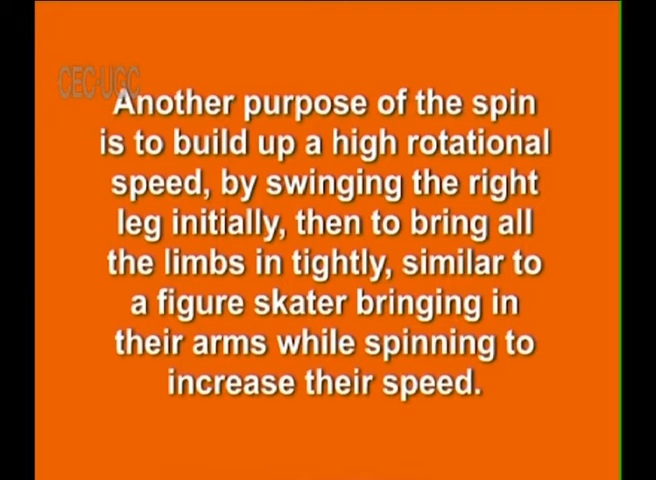 CEC-UGC
Another purpose of the spin
is to build up a high rotational
speed, by swinging the right
leg initially, then to bring all
the limbs in tightly, similar to
a figure skater bringing in
their arms while spinning to
increase their speed.